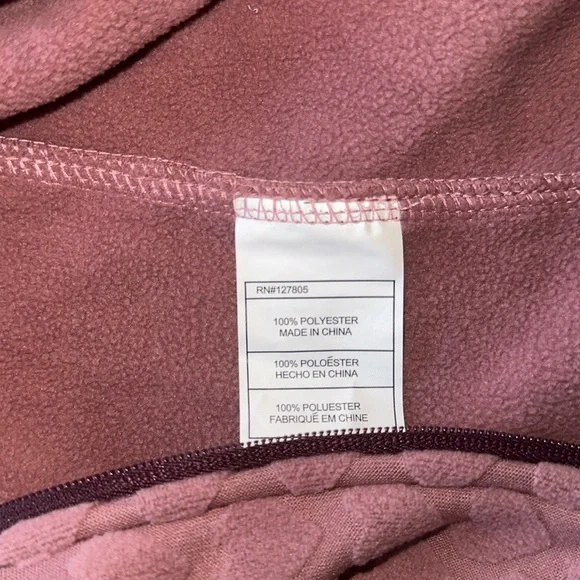 RN#127805
100% POLYESTER
MADE IN CHINA
100% POLOÉSTER
HECHO EN CHINA
100% POLUESTER
FABRIQUÉ EM CHINE